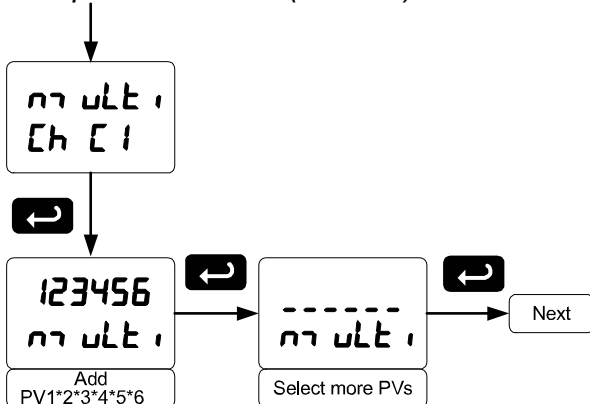 multi
Ch C1
123456
multi
Add
PV1*2*3*4*5*6
_ _ _ _ _ _
multi
Select more PVs
Next